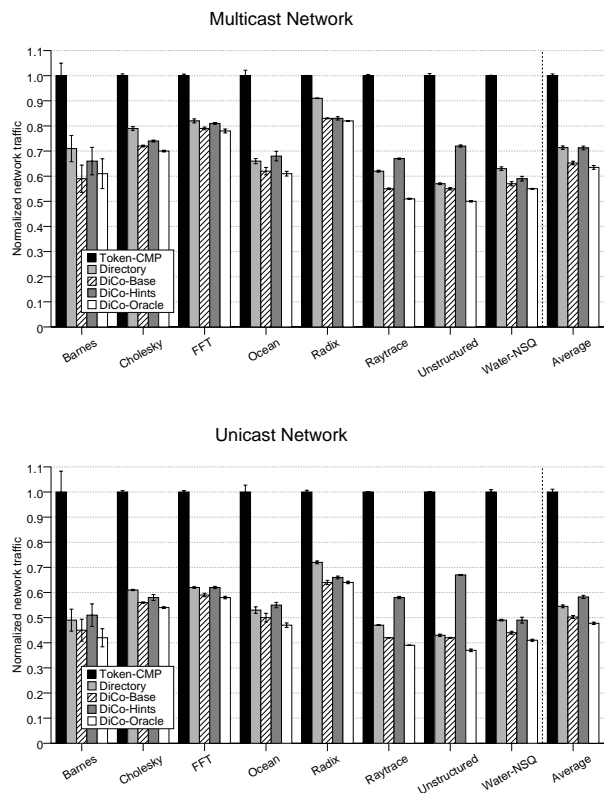 Multicast Network
Normalized network traffic
1.1
1.0
0.9
0.8
0.7
0.6
0.5
0.4
0.3
0.2
0.1
0
Token-CMP
Directory
DiCo-Base
DiCo-Hints
DiCo-Oracle
Barnes
Cholesky
FFT
Ocean
Radix
Raytrace
Unstructured
Water-NSQ
Average
Unicast Network
Normalized network traffic
1.1
1.0
0.9
0.8
0.7
0.6
0.5
0.4
0.3
0.2
0.1
0
Token-CMP
Directory
DiCo-Base
DiCo-Hints
DiCo-Oracle
Barnes
Cholesky
FFT
Ocean
Radix
Raytrace
Unstructured
Water-NSQ
Average